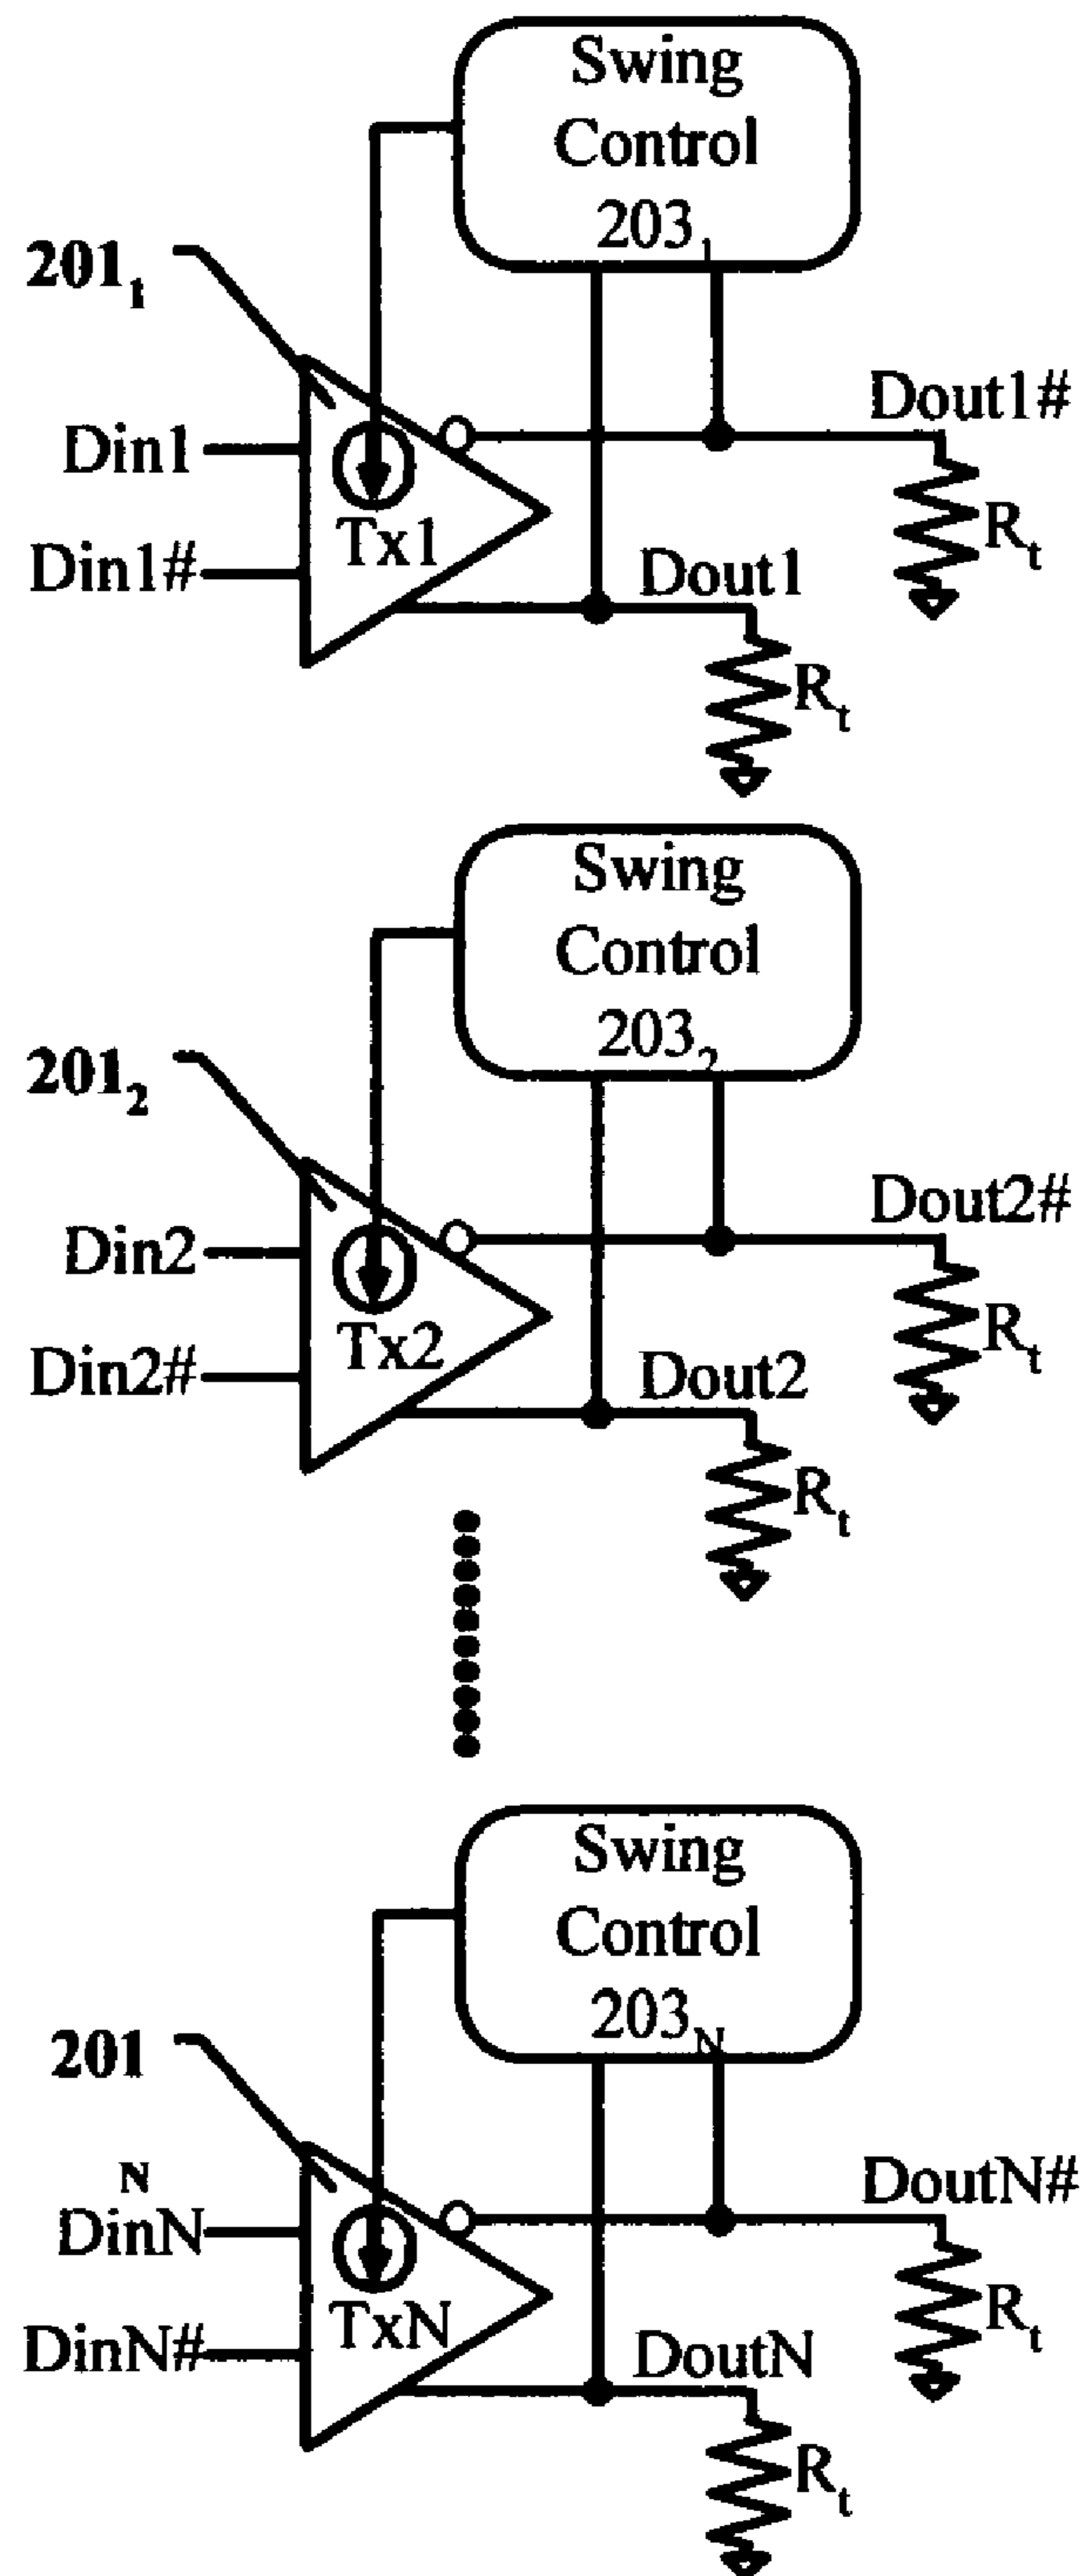 Swing
Control
203₁
201₁
Dout1#
Din1
Rₜ
Tx1
Din1#
Dout1
Rₜ
Swing
Control
203₂
201₂
Dout2#
Din2
Rₜ
Tx2
Din2#
Dout2
Rₜ
Swing
Control
203N
201
N
DoutN#
DinN
Rₜ
TxN
DinN#
DoutN
Rₜ